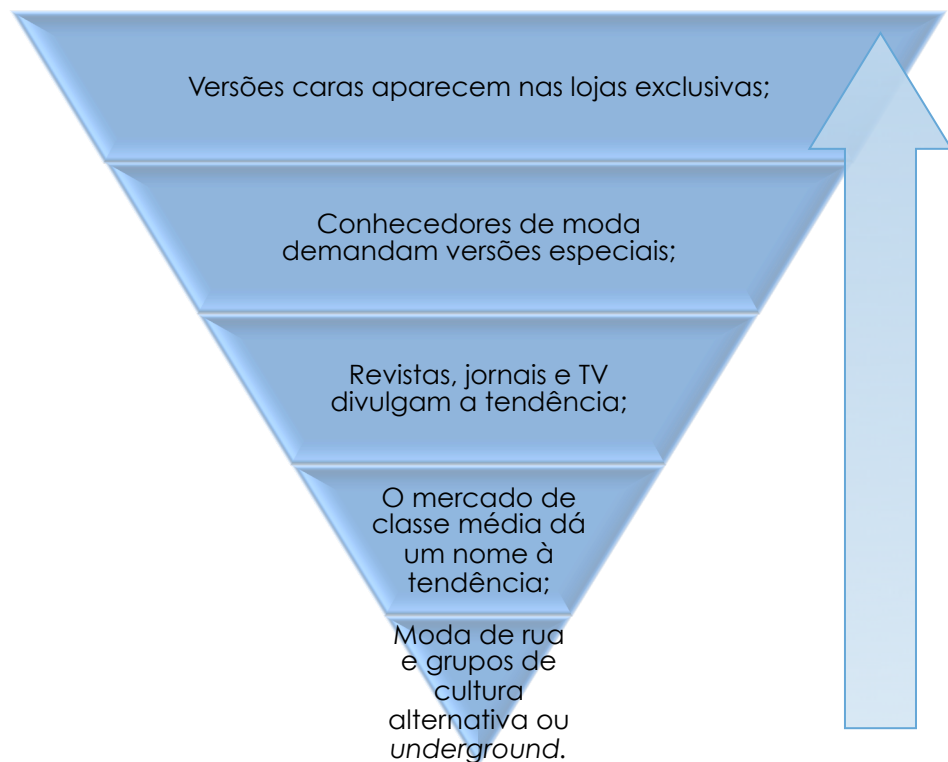 Versões caras aparecem nas lojas exclusivas;
Conhecedores de moda
demandam versões especiais;
Revistas, jornais e TV
divulgam a tendência;
O mercado de
classe média dá
um nome à
tendência;
Moda de rua
e grupos de
cultura
alternativa ou
underground.